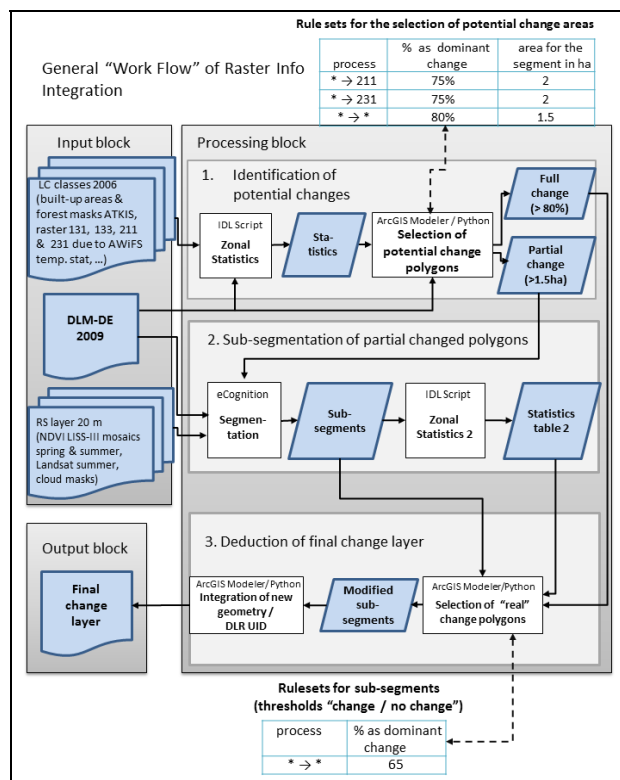 Rule sets for the selection of potential change areas
process
% as dominant
change
area for the
segment in ha
* → 211
75%
2
* → 231
75%
2
* → *
80%
1.5
General “Work Flow” of Raster Info
Integration
Input block
LC classes 2006
(built-up areas &
forest masks ATKIS,
raster 131, 133, 211
& 231 due to AWiFS
temp. stat, ...)
DLM-DE
2009
RS layer 20 m
(NDVI LISS-III mosaics
spring & summer,
Landsat summer,
cloud masks)
Processing block
1. Identification of
potential changes
IDL Script
Zonal
Statistics
Sta-
tistics
ArcGIS Modeler / Python
Selection of
potential change
polygons
Full
change
(> 80%)
Partial
change
(>1.5ha)
2. Sub-segmentation of partial changed polygons
eCognition
Segmen-
tation
Sub-
segments
IDL Script
Zonal
Statistics 2
Statistics
table 2
3. Deduction of final change layer
ArcGIS Modeler/Python
Selection of “real”
change polygons
Modified
sub-
segments
ArcGIS Modeler/Python
Integration of new
geometry /
DLR UID
Output block
Final
change
layer
Rulesets for sub-segments
(thresholds “change / no change”)
process
% as dominant
change
* → *
65